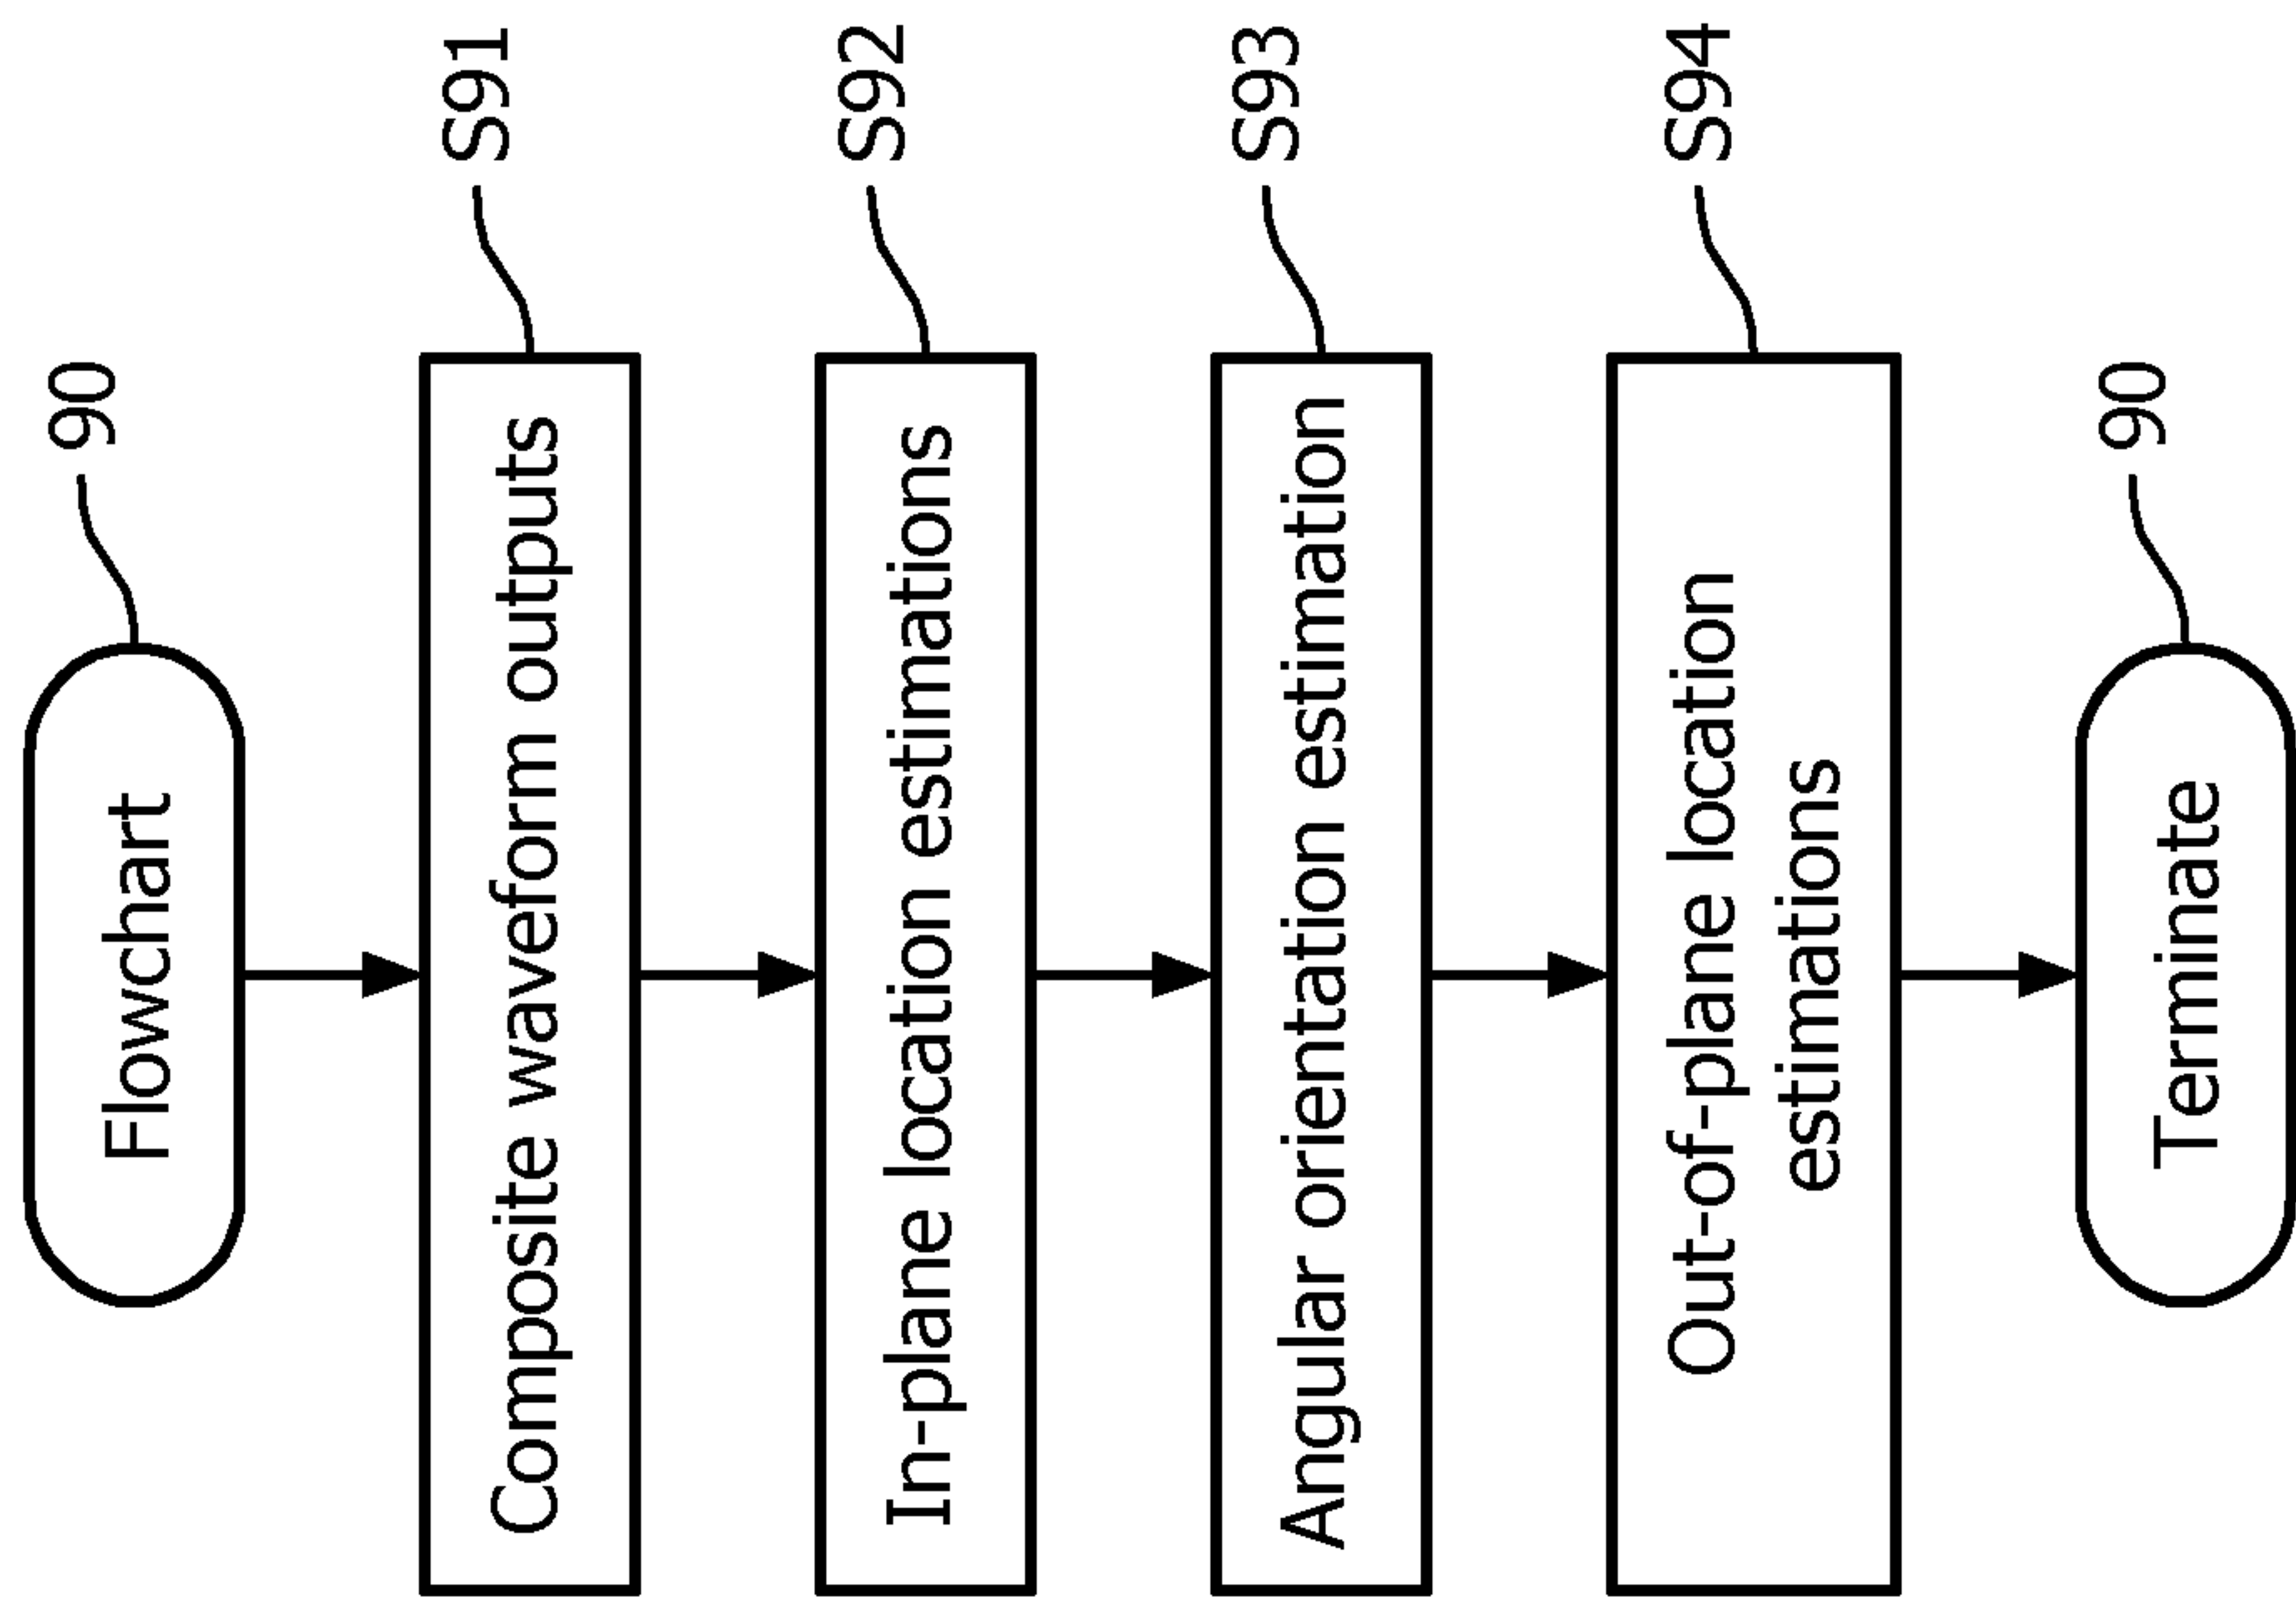 Flowchart
90
Composite waveform outputs
S91
In-plane location estimations
S92
Angular orientation estimation
S93
Out-of-plane location
estimations
S94
Terminate
90